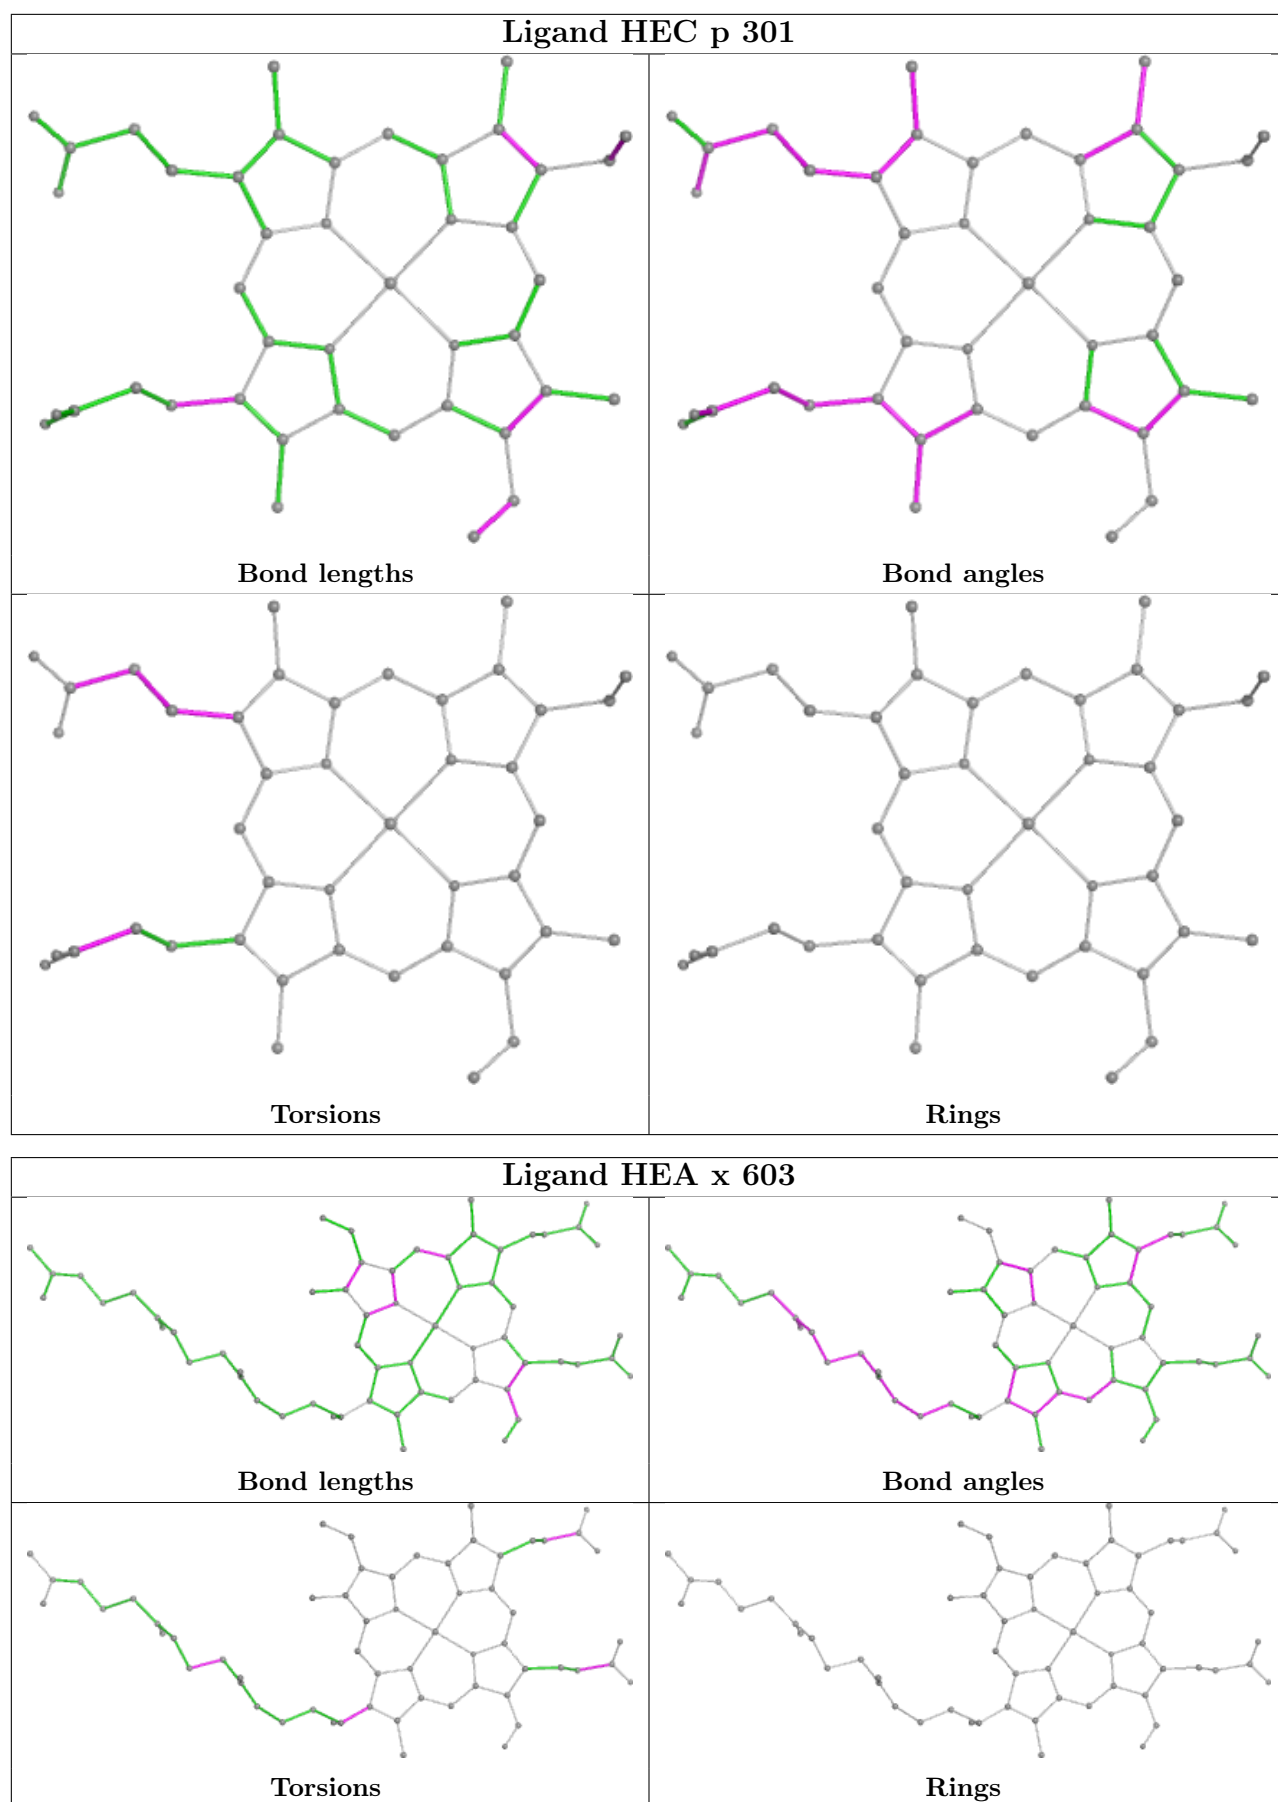 Ligand HEC p 301
Bond lengths
Bond angles
Torsions
Rings
Ligand HEA x 603
Bond lengths
Bond angles
Torsions
Rings